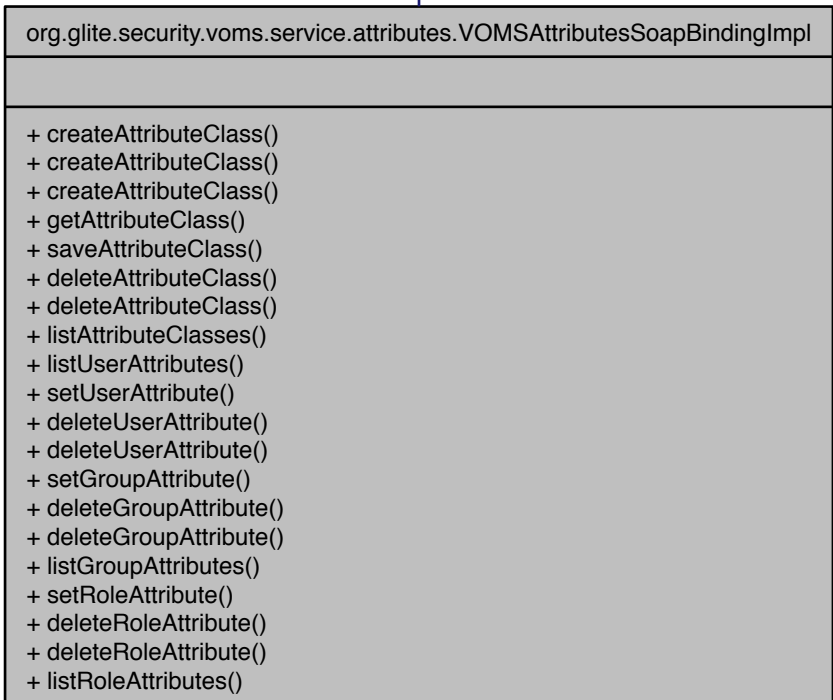 org.glite.security.voms.service.attributes.VOMSAttributesSoapBindingImpl
+ createAttributeClass()
+ createAttributeClass()
+ createAttributeClass()
+ getAttributeClass()
+ saveAttributeClass()
+ deleteAttributeClass()
+ deleteAttributeClass()
+ listAttributeClasses()
+ listUserAttributes()
+ setUserAttribute()
+ deleteUserAttribute()
+ deleteUserAttribute()
+ setGroupAttribute()
+ deleteGroupAttribute()
+ deleteGroupAttribute()
+ listGroupAttributes()
+ setRoleAttribute()
+ deleteRoleAttribute()
+ deleteRoleAttribute()
+ listRoleAttributes()